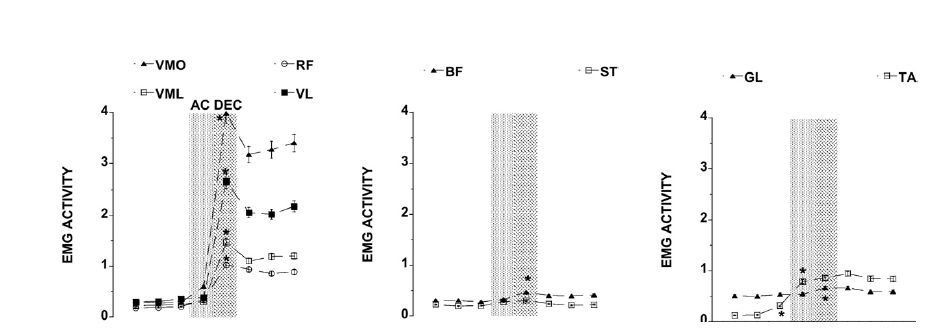 VMO RF
VML VL
AC DEC
EMG ACTIVITY
4
3
2
1
0
BF ST
EMG ACTIVITY
4
3
2
1
0
GL TA
EMG ACTIVITY
4
3
2
1
0